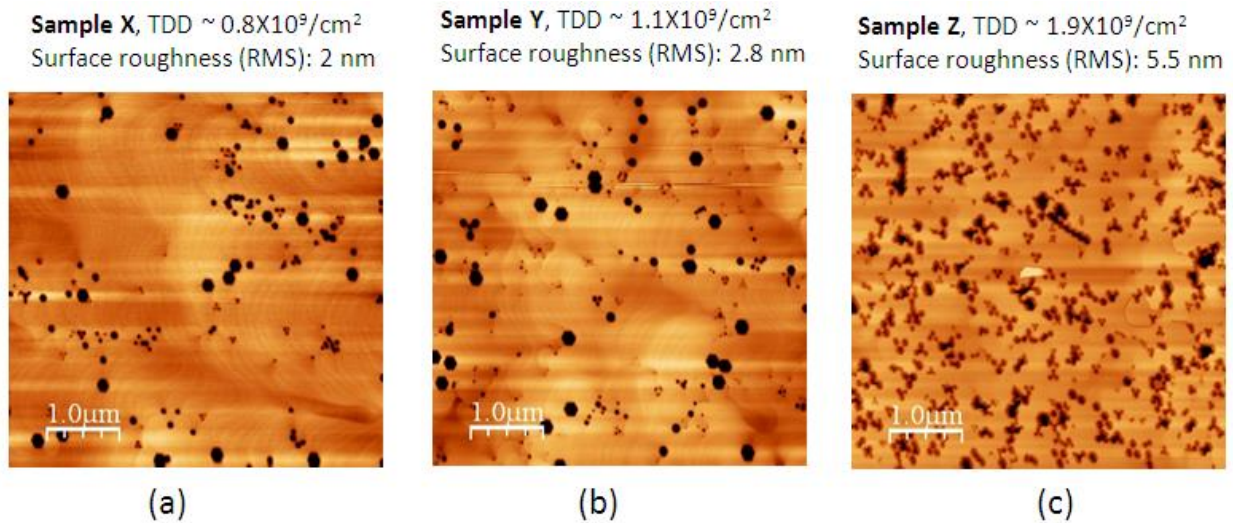 Sample X, TDD ~ 0.8X10⁹/cm²
Surface roughness (RMS): 2 nm
Sample Y, TDD ~ 1.1X10⁹/cm²
Surface roughness (RMS): 2.8 nm
Sample Z, TDD ~ 1.9X10⁹/cm²
Surface roughness (RMS): 5.5 nm
1.0μm
1.0μm
1.0μm
(a)
(b)
(c)